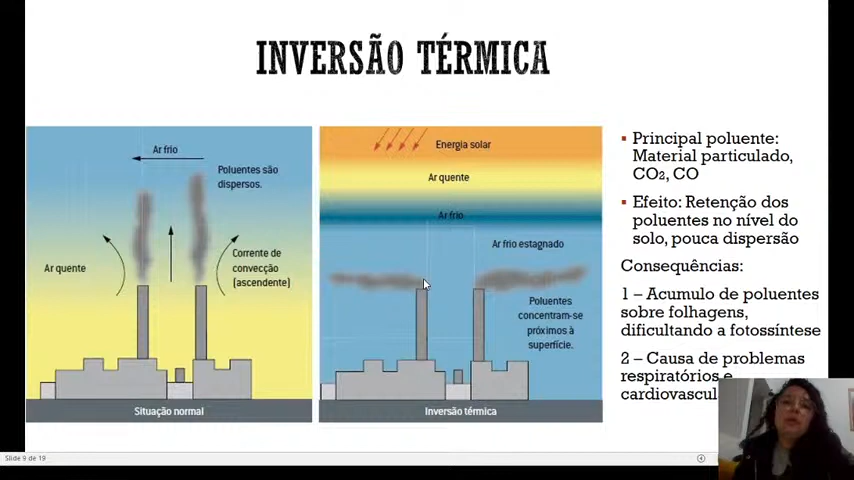 INVERSÃO TÉRMICA
Ar frio
Poluentes são
dispersos.
Ar quente
Corrente de
convecção
(ascendente)
Situação normal
Energia solar
Ar quente
Ar frio
Ar frio estagnado
Poluentes
concentram-se
próximos à
superfície.
Inversão térmica
▪ Principal poluente:
Material particulado,
CO2, CO
▪ Efeito: Retenção dos
poluentes no nível do
solo, pouca dispersão
Consequências:
1 – Acumulo de poluentes
sobre folhagens,
dificultando a fotossíntese
2 – Causa de problemas
respiratórios e
Slide 9 de 19